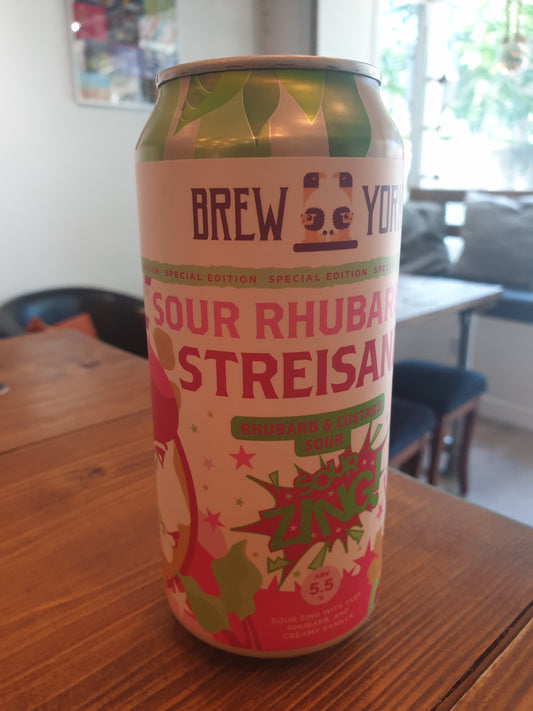 BREW YOR
SPECIAL EDITION SPECIAL EDITION
SOUR RHUBAR
STREISAN
RHUBARB & CUSTARD
SOUR
SOUR
ZING!
ABV
5.5
%
SOUR ZING WITH TART
RHUBARB, AND
CREAMY VANILLA